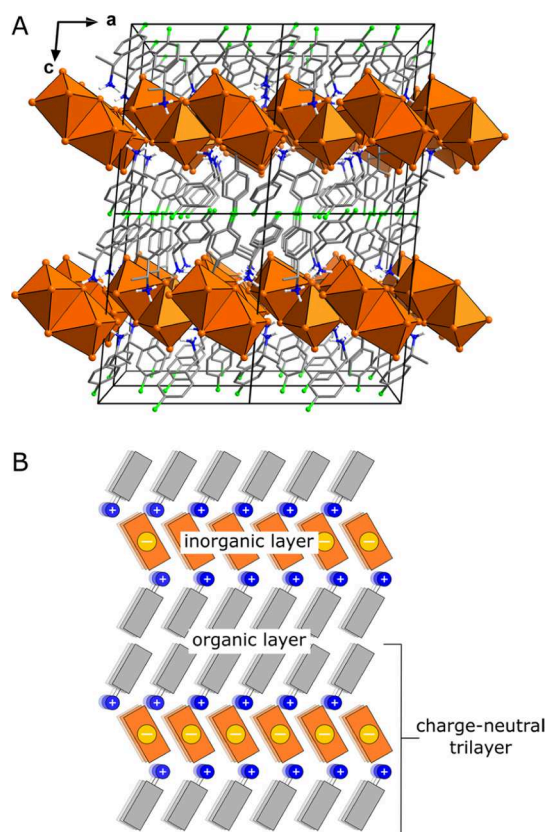 A
a
c
B
inorganic layer
organic layer
charge-neutral
trilayer